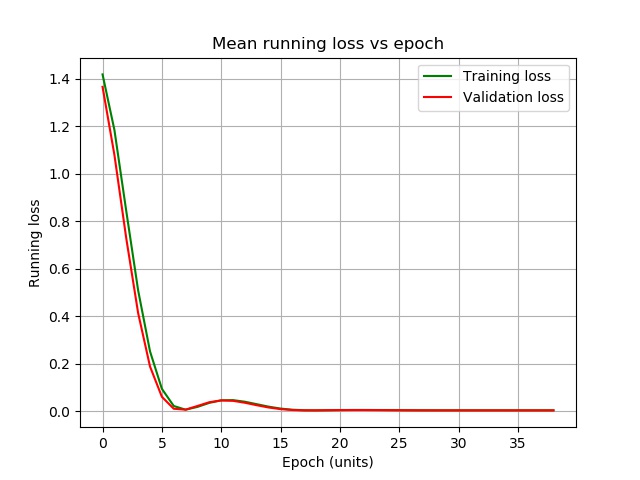 Mean running loss vs epoch
Training loss
Validation loss
Running loss
1.4
1.2
1.0
0.8
0.6
0.4
0.2
0.0
0 5 10 15 20 25 30 35
Epoch (units)